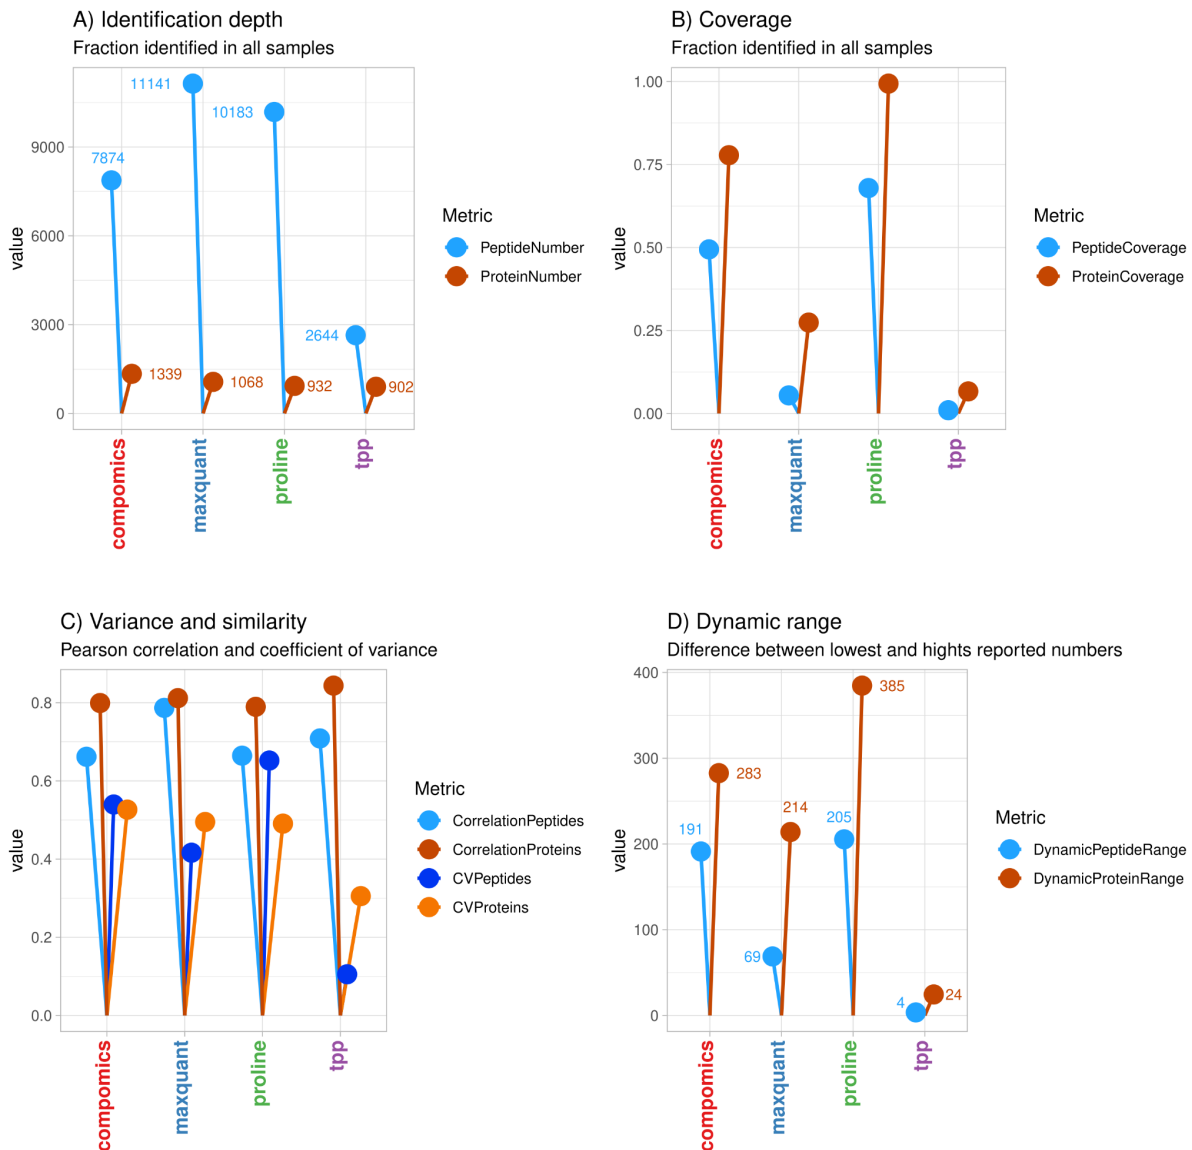 A) Identification depth
Fraction identified in all samples
value
9000
6000
3000
0
7874
11141
10183
2644
1339
1068
932
902
compomics
maxquant
proline
tpp
Metric
PeptideNumber
ProteinNumber
B) Coverage
Fraction identified in all samples
value
1.00
0.75
0.50
0.25
0.00
compomics
maxquant
proline
tpp
Metric
PeptideCoverage
ProteinCoverage
C) Variance and similarity
Pearson correlation and coefficient of variance
value
0.8
0.6
0.4
0.2
0.0
compomics
maxquant
proline
tpp
Metric
CorrelationPeptides
CorrelationProteins
CVPeptides
CVProteins
D) Dynamic range
Difference between lowest and hights reported numbers
value
400
300
200
100
0
191
283
69
214
205
385
4
24
compomics
maxquant
proline
tpp
Metric
DynamicPeptideRange
DynamicProteinRange